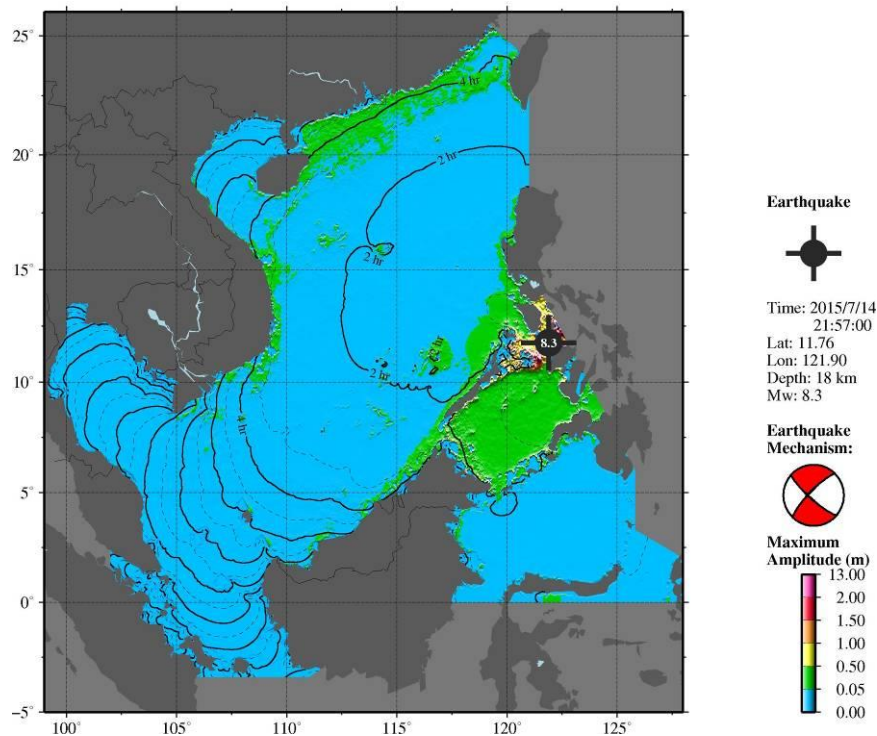 25°
20°
15°
10°
5°
0°
−5°
100°
105°
110°
115°
120°
125°
4 hr
2 hr
2 hr
2 hr
2 hr
4 hr
8.3
Earthquake
Time: 2015/7/14
21:57:00
Lat: 11.76
Lon: 121.90
Depth: 18 km
Mw: 8.3
Earthquake
Mechanism:
Maximum
Amplitude (m)
13.00
2.00
1.50
1.00
0.50
0.05
0.00